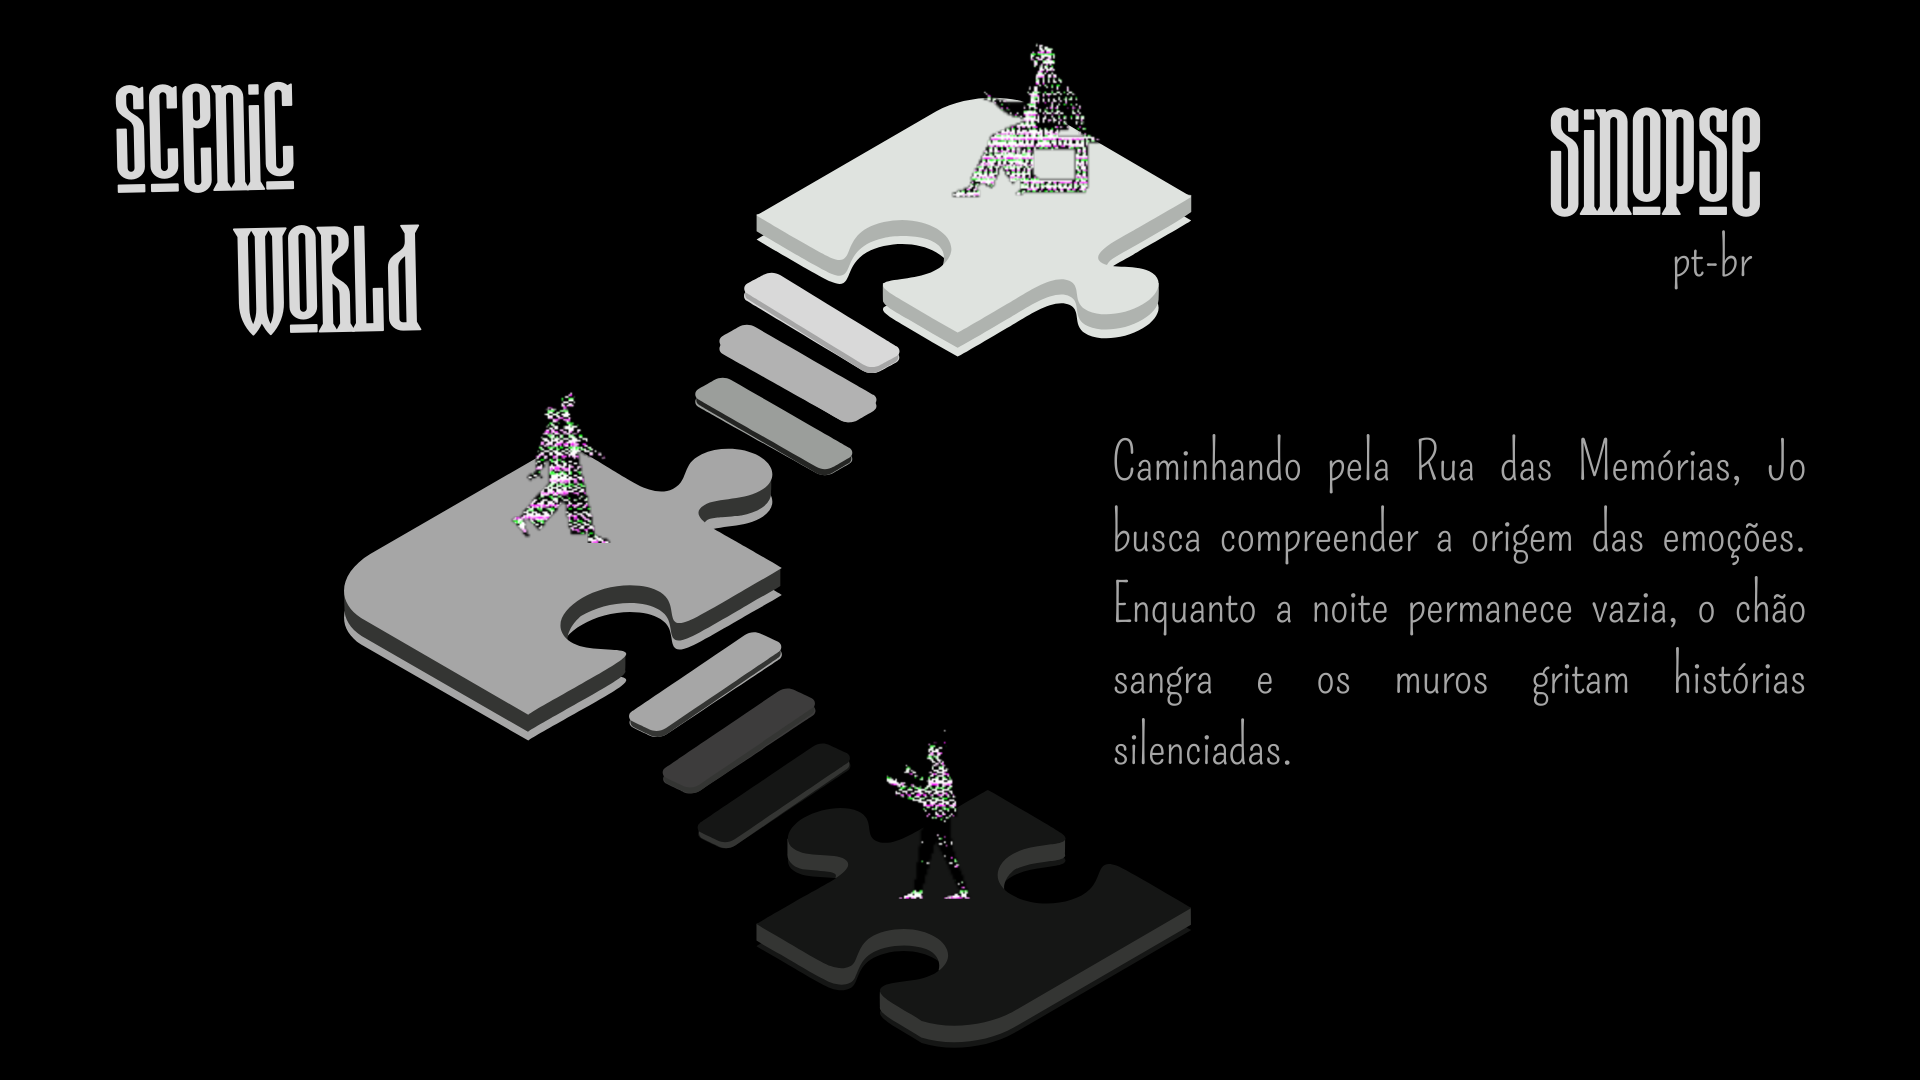 scenic
world
sinopse
pt-br
Caminhando pela Rua das Memórias, Jo
busca compreender a origem das emoções.
Enquanto a noite permanece vazia, o chão
sangra e os muros gritam histórias
silenciadas.